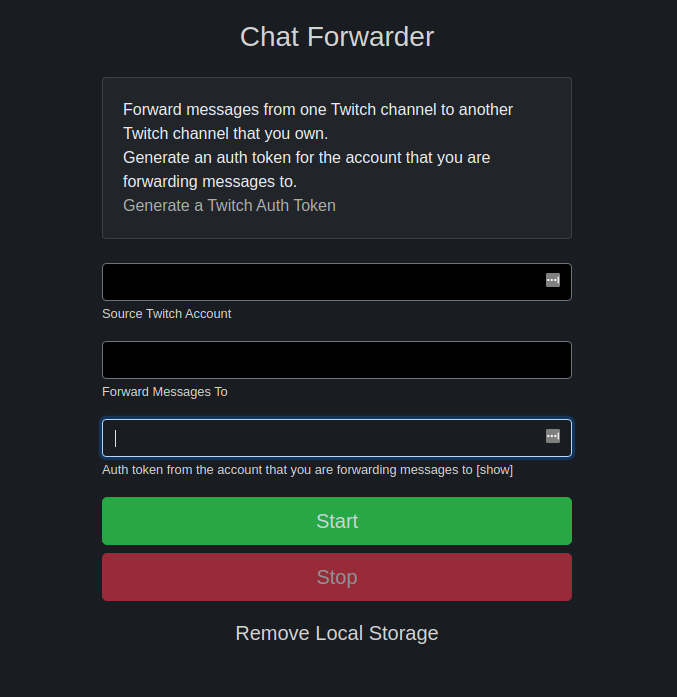 Chat Forwarder
Forward messages from one Twitch channel to another
Twitch channel that you own.
Generate an auth token for the account that you are
forwarding messages to.
Generate a Twitch Auth Token
Source Twitch Account
Forward Messages To
Auth token from the account that you are forwarding messages to [show]
Start
Stop
Remove Local Storage